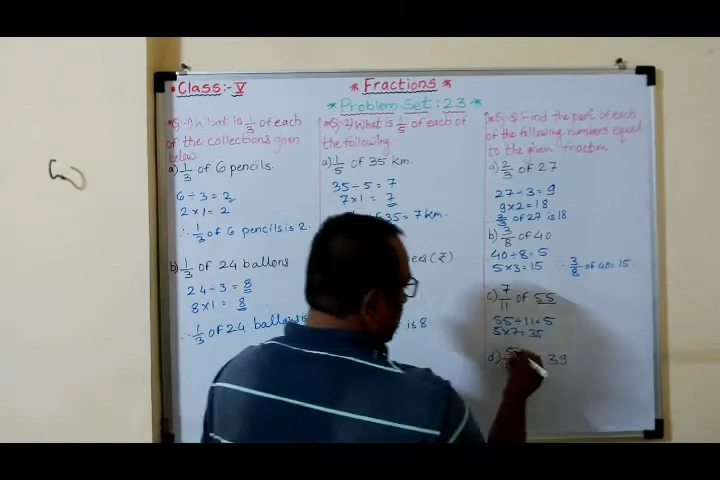 Class:- V
* Fractions *
* Problem Set: 23 *
*Q.1) What is 1/3 of each
of the collections given
below.
a) 1/3 of 6 pencils.
6 ÷ 3 = 2
2 x 1 = 2
∴ 1/3 of 6 pencils is 2.
b) 1/3 of 24 ballons
24 ÷ 3 = 8
8 x 1 = 8
∴ 1/3 of 24 ballons is 8
*Q.2) What is 1/5 of each of
the following.
a) 1/5 of 35 km.
35 ÷ 5 = 7
7 x 1 = 7
of 35 = 7 km.
(₹)
*Q.3) Find the part of each
of the following numbers equal
to the given fraction
a) 2/3 of 27
27 ÷ 3 = 9
9 x 2 = 18
2/3 of 27 is 18
b) 3/8 of 40
40 ÷ 8 = 5
5 x 3 = 15 ∴ 3/8 of 40 = 15
c) 7/11 of 55
55 ÷ 11 = 5
5 x 7 = 35
d) 39